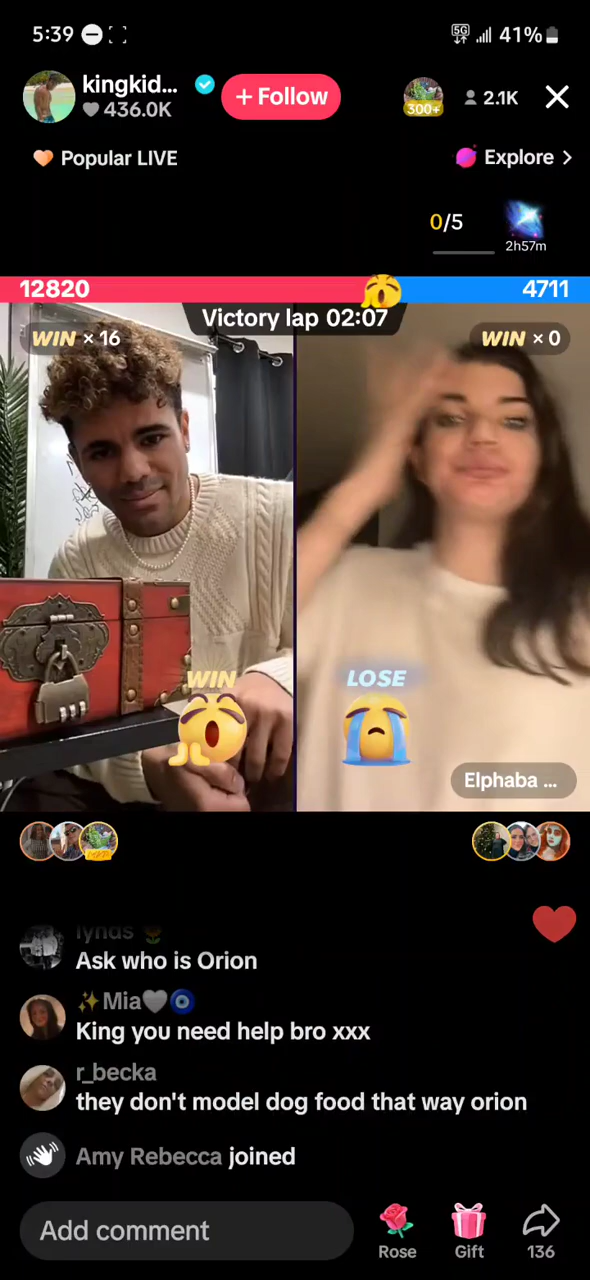 5:39
5G 41%
kingkid...
436.0K
+ Follow
300+
2.1K
Popular LIVE
Explore >
0/5
2h57m
12820
4711
Victory lap 02:07
WIN × 16
WIN × 0
WIN
LOSE
Elphaba ...
lynds
Ask who is Orion
✨Mia🤍🧿
King you need help bro xxx
r_becka
they don't model dog food that way orion
Amy Rebecca joined
Add comment
Rose
Gift
136